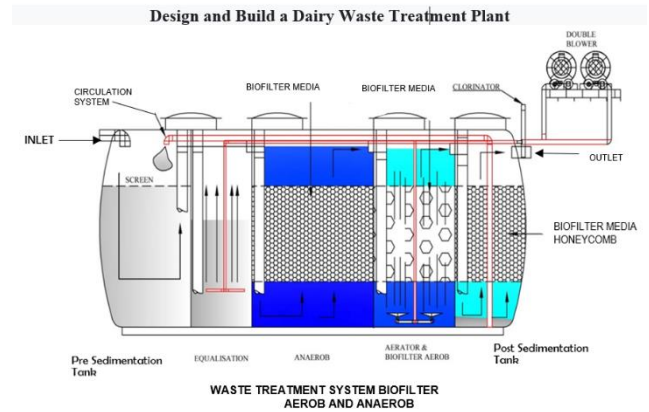 Design and Build a Dairy Waste Treatment Plant
DOUBLE
BLOWER
CIRCULATION
SYSTEM
BIOFILTER MEDIA
BIOFILTER MEDIA
CLORINATOR
INLET
OUTLET
SCREEN
BIOFILTER MEDIA
HONEYCOMB
Pre Sedimentation
Tank
EQUALISATION
ANAEROB
AERATOR &
BIOFILTER AEROB
Post Sedimentation
Tank
WASTE TREATMENT SYSTEM BIOFILTER
AEROB AND ANAEROB